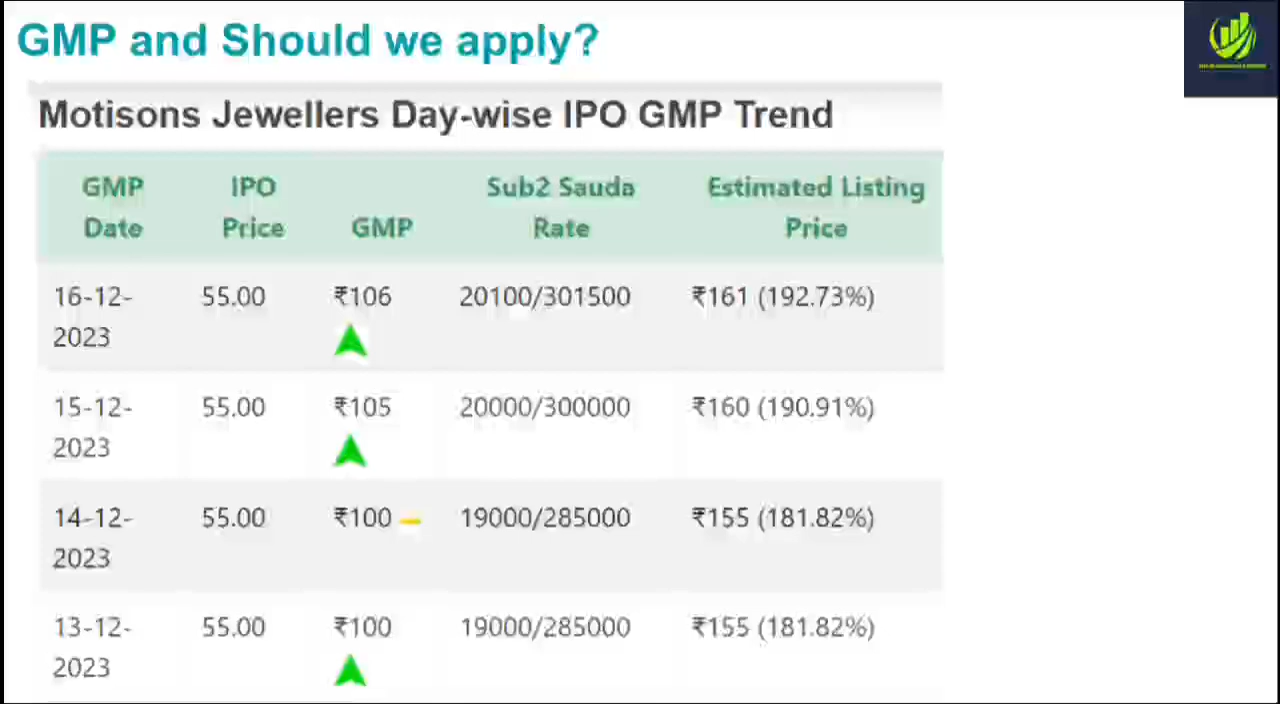 GMP and Should we apply?
Motisons Jewellers Day-wise IPO GMP Trend
GMP Date IPO Price GMP Sub2 Sauda Rate Estimated Listing Price
16-12-2023 55.00 ₹106 20100/301500 ₹161 (192.73%)
15-12-2023 55.00 ₹105 20000/300000 ₹160 (190.91%)
14-12-2023 55.00 ₹100 19000/285000 ₹155 (181.82%)
13-12-2023 55.00 ₹100 19000/285000 ₹155 (181.82%)